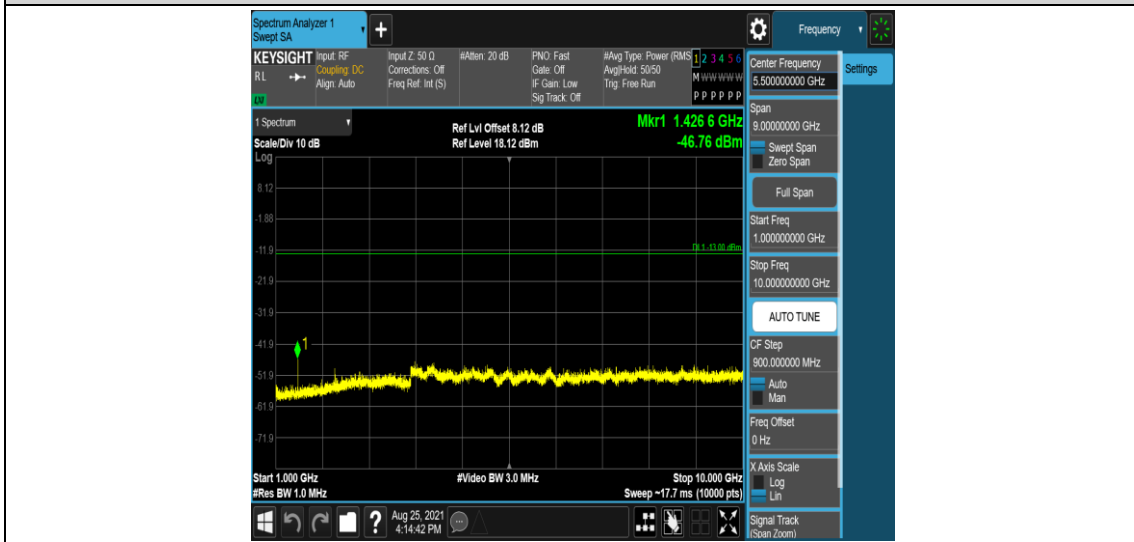 Spectrum Analyzer 1
Swept SA
+
Frequency
KEYSIGHT
RL
LXI
Input: RF
Coupling: DC
Align: Auto
Input Z: 50 Ω
Corrections: Off
Freq Ref: Int (S)
#Atten: 20 dB
PNO: Fast
Gate: Off
IF Gain: Low
Sig Track: Off
#Avg Type: Power (RMS
Avg|Hold: 50/50
Trig: Free Run
1 2 3 4 5 6
M W W W W W
P P P P P P
1 Spectrum
Scale/Div 10 dB
Log
Ref Lvl Offset 8.12 dB
Ref Level 18.12 dBm
Mkr1 1.426 6 GHz
-46.76 dBm
8.12
-1.88
-11.9
DL1 -13.00 dBm
-21.9
-31.9
-41.9
1
-51.9
-61.9
-71.9
Start 1.000 GHz
#Res BW 1.0 MHz
#Video BW 3.0 MHz
Stop 10.000 GHz
Sweep ~17.7 ms (10000 pts)
?
Aug 25, 2021
4:14:42 PM
Center Frequency
5.500000000 GHz
Settings
Span
9.00000000 GHz
Swept Span
Zero Span
Full Span
Start Freq
1.000000000 GHz
Stop Freq
10.000000000 GHz
AUTO TUNE
CF Step
900.000000 MHz
Auto
Man
Freq Offset
0 Hz
X Axis Scale
Log
Lin
Signal Track
(Span Zoom)